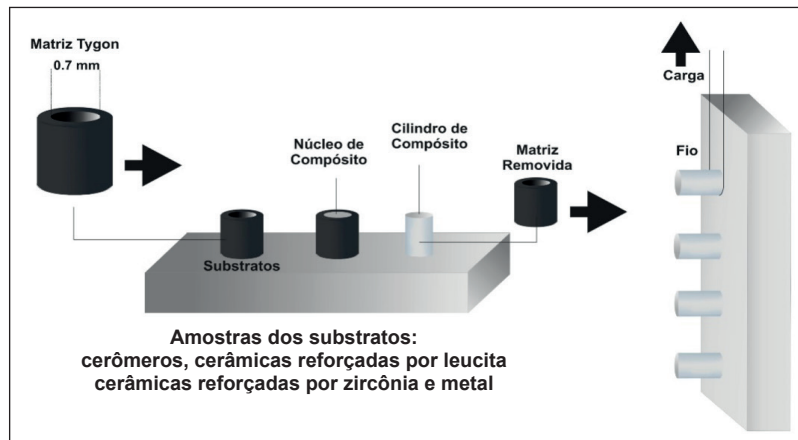 Matriz Tygon
0.7 mm
Núcleo de
Compósito
Cilindro de
Compósito
Matriz
Removida
Substratos
Carga
Fio
Amostras dos substratos:
cerômeros, cerâmicas reforçadas por leucita
cerâmicas reforçadas por zircônia e metal